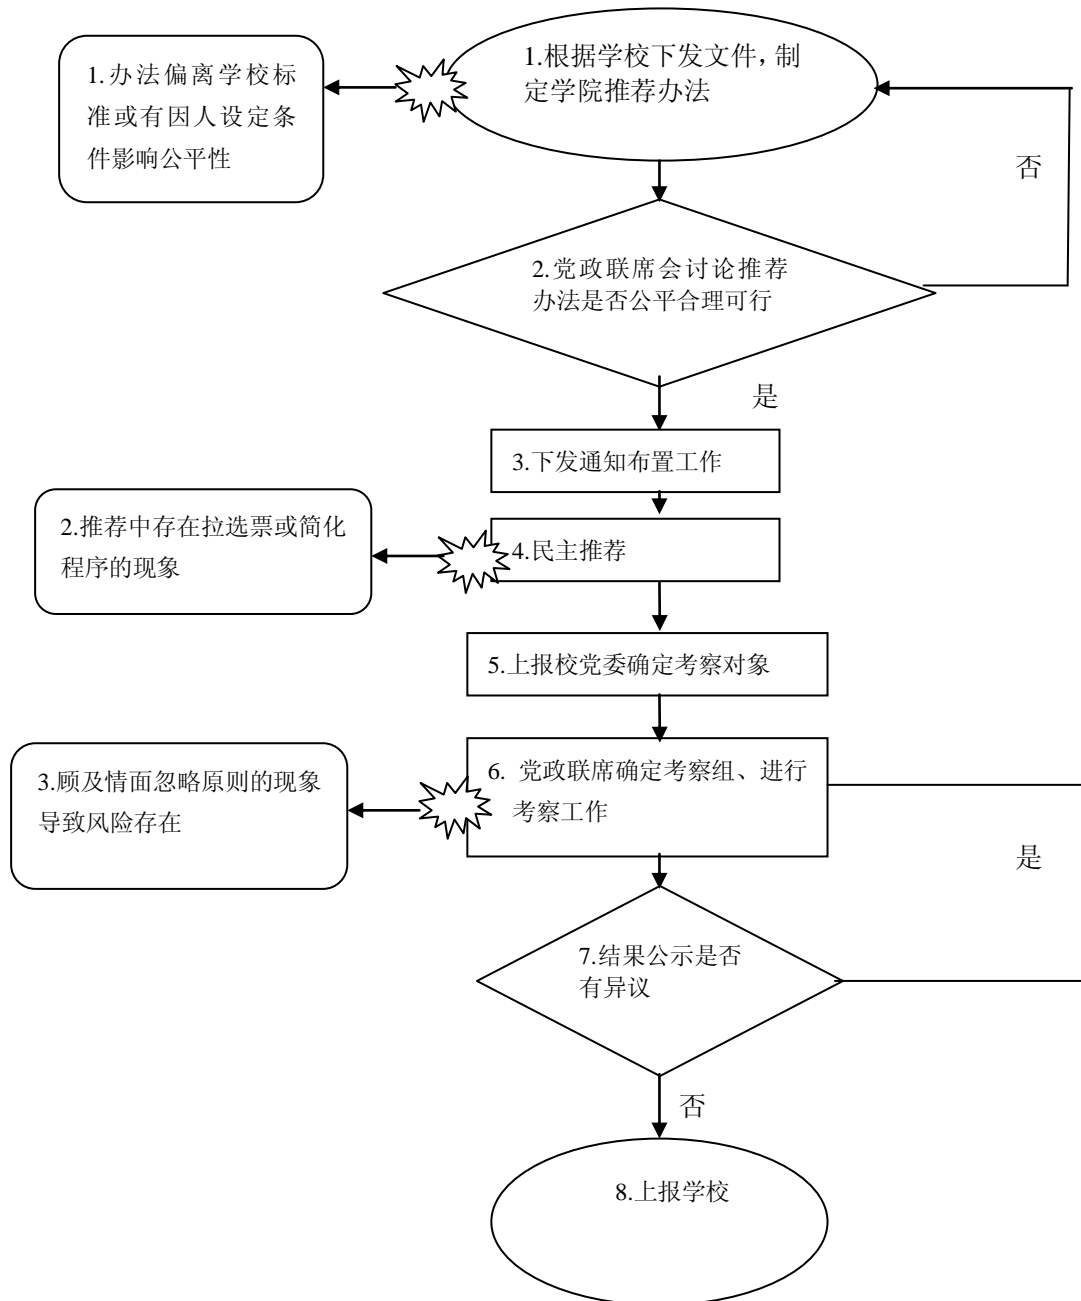 1.根据学校下发文件，制
定学院推荐办法
1.办法偏离学校标
准或有因人设定条
件影响公平性
否
2.党政联席会讨论推荐
办法是否公平合理可行
是
3.下发通知布置工作
2.推荐中存在拉选票或简化
程序的现象
4.民主推荐
5.上报校党委确定考察对象
3.顾及情面忽略原则的现象
导致风险存在
6. 党政联席确定考察组、进行
考察工作
是
7.结果公示是否
有异议
否
8.上报学校